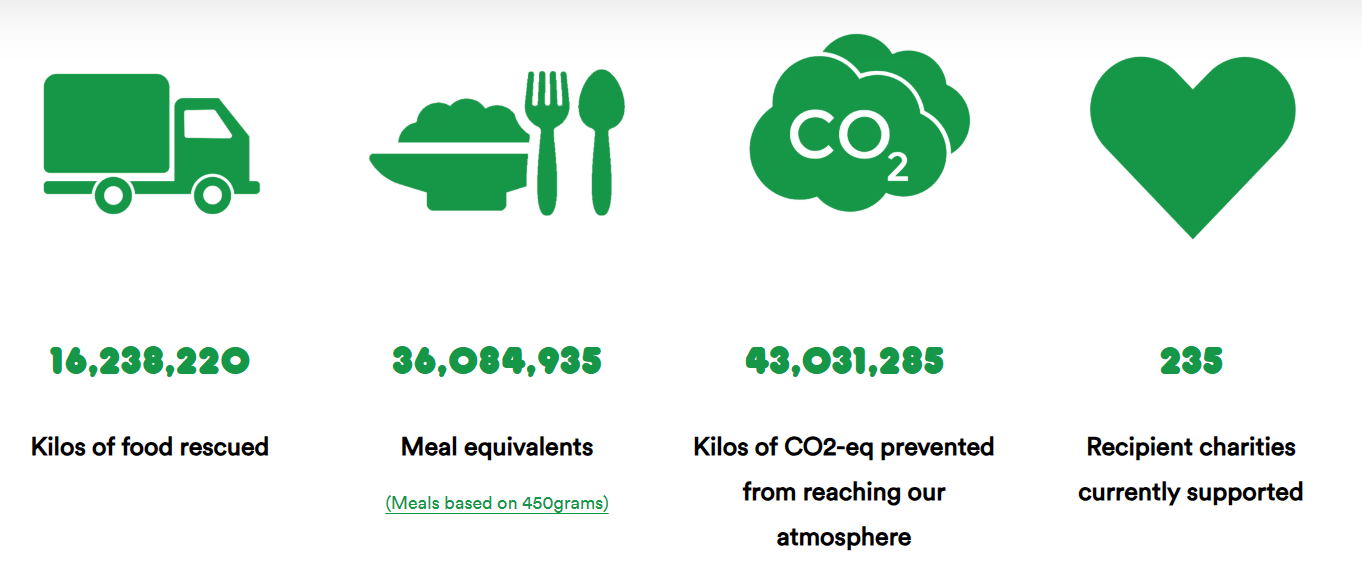 CO2
16,238,220
Kilos of food rescued
36,084,935
Meal equivalents
(Meals based on 450grams)
43,031,285
Kilos of CO2-eq prevented
from reaching our
atmosphere
235
Recipient charities
currently supported